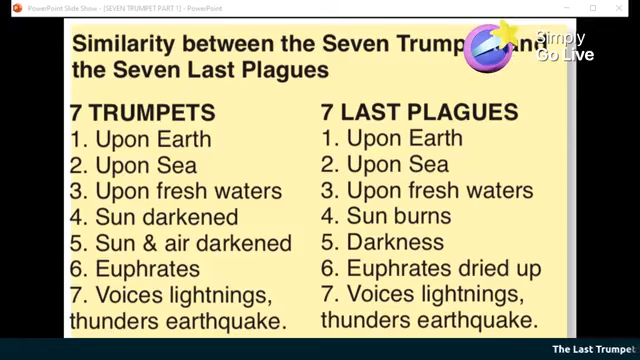 PowerPoint Slide Show - [SEVEN TRUMPET PART 1] - PowerPoint
Simply
Go Live
Similarity between the Seven and
the Seven Last Plagues
7 TRUMPETS
1. Upon Earth
2. Upon Sea
3. Upon fresh waters
4. Sun darkened
5. Sun & air darkened
6. Euphrates
7. Voices lightnings,
thunders earthquake.
7 LAST PLAGUES
1. Upon Earth
2. Upon Sea
3. Upon fresh waters
4. Sun burns
5. Darkness
6. Euphrates dried up
7. Voices lightnings,
thunders earthquake.
The Last Trumpet